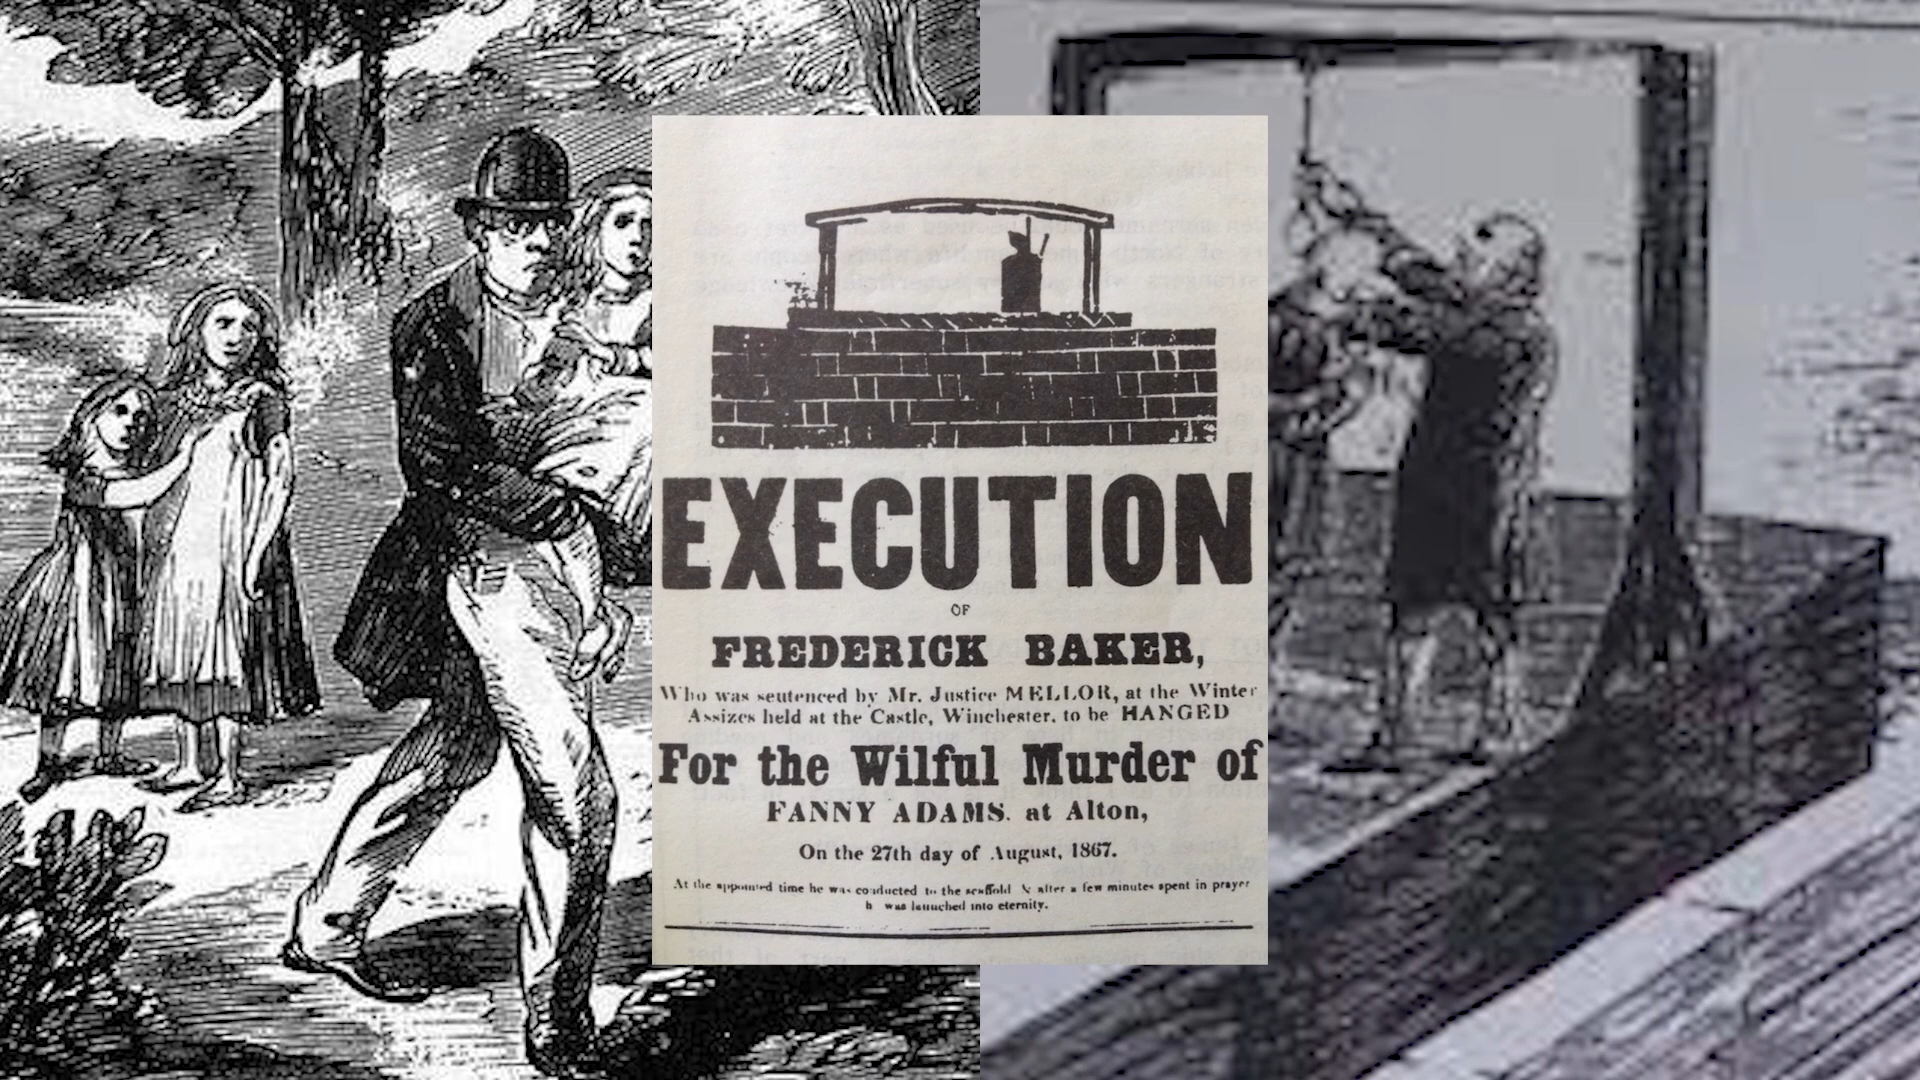 EXECUTION
OF
FREDERICK BAKER,
Who was sentenced by Mr. Justice MELLOR, at the Winter
Assizes held at the Castle, Winchester. to be HANGED
For the Wilful Murder of
FANNY ADAMS. at Alton,
On the 27th day of August, 1867.
At the appointed time he was conducted to the scaffold & after a few minutes spent in prayer
h was launched into eternity.